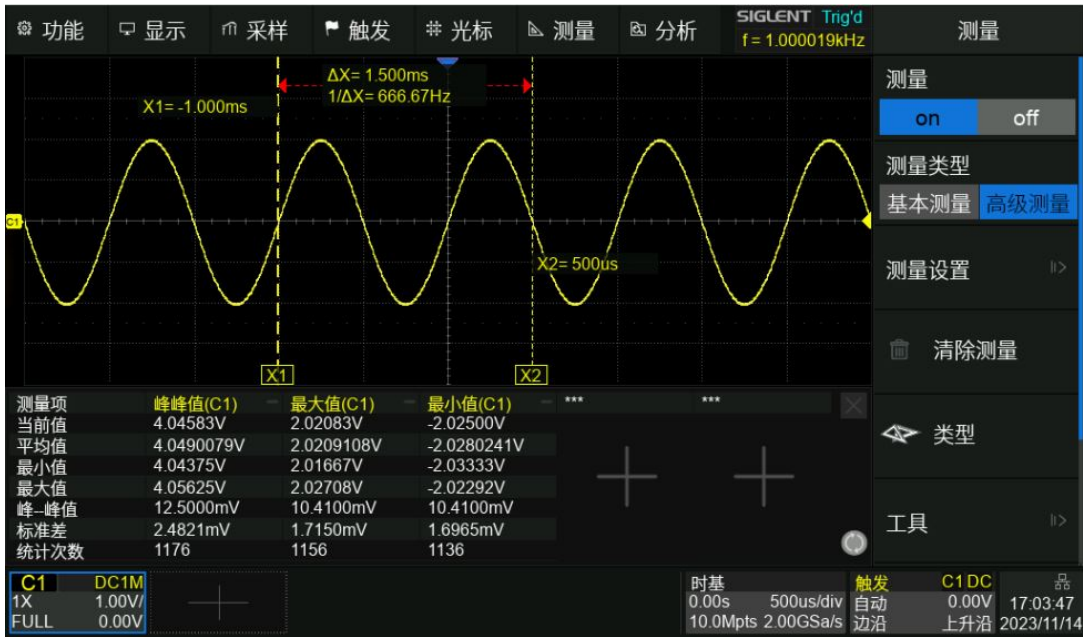 功能 显示 采样 触发 光标 测量 分析 SIGLENT Trig'd 测量
f = 1.000019kHz
ΔX= 1.500ms
1/ΔX= 666.67Hz
X1= -1.000ms
测量
on off
测量类型
基本测量 高级测量
C1
X2= 500us
测量设置
清除测量
X1 X2
测量项 峰峰值(C1) 最大值(C1) 最小值(C1) *** ***
当前值 4.04583V 2.02083V -2.02500V
平均值 4.0490079V 2.0209108V -2.0280241V
最小值 4.04375V 2.01667V -2.03333V
最大值 4.05625V 2.02708V -2.02292V
峰–峰值 12.5000mV 10.4100mV 10.4100mV
标准差 2.4821mV 1.7150mV 1.6965mV
统计次数 1176 1156 1136
类型
工具
C1 DC1M
1X 1.00V/
FULL 0.00V
时基
0.00s 500us/div
10.0Mpts 2.00GSa/s
触发 C1 DC
自动 0.00V
边沿 上升沿
17:03:47
2023/11/14